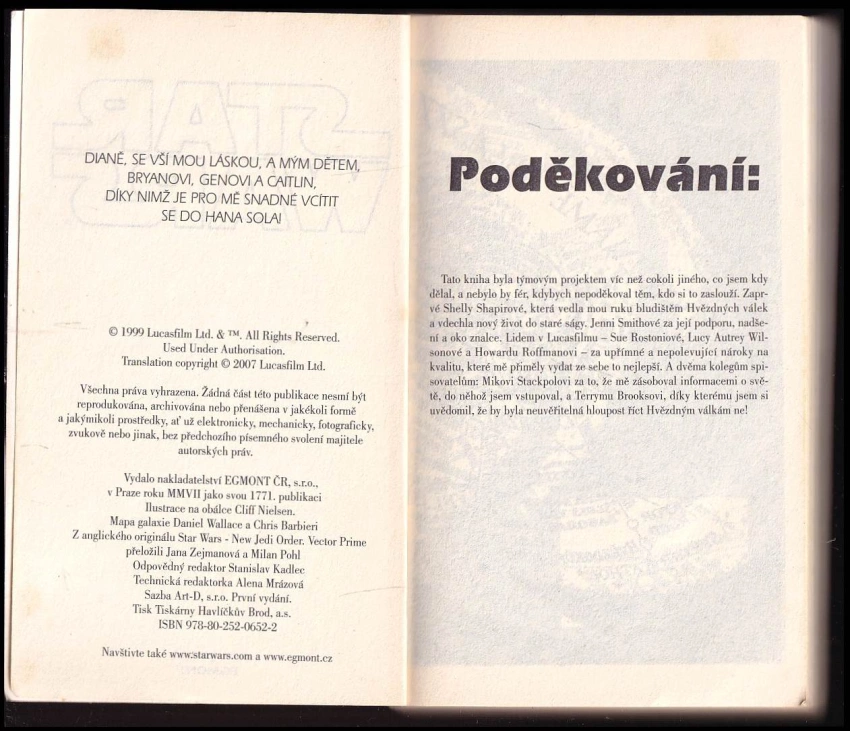 DIANĚ, SE VŠÍ MOU LÁSKOU, A MÝM DĚTEM,
BRYANOVI, GENOVI A CAITLIN,
DÍKY NIMŽ JE PRO MĚ SNADNÉ VCÍTIT
SE DO HANA SOLA!
© 1999 Lucasfilm Ltd. & ™. All Rights Reserved.
Used Under Authorisation.
Translation copyright © 2007 Lucasfilm Ltd.
Všechna práva vyhrazena. Žádná část této publikace nesmí být
reprodukována, archivována nebo přenášena v jakékoli formě
a jakýmikoli prostředky, ať už elektronicky, mechanicky, fotograficky,
zvukově nebo jinak, bez předchozího písemného svolení majitele
autorských práv.
Vydalo nakladatelství EGMONT ČR, s.r.o.,
v Praze roku MMVII jako svou 1771. publikaci
Ilustrace na obálce Cliff Nielsen.
Mapa galaxie Daniel Wallace a Chris Barbieri
Z anglického originálu Star Wars - New Jedi Order. Vector Prime
přeložili Jana Zejmanová a Milan Pohl
Odpovědný redaktor Stanislav Kadlec
Technická redaktorka Alena Mrázová
Sazba Art-D, s.r.o. První vydání.
Tisk Tiskárny Havlíčkův Brod, a.s.
ISBN 978-80-252-0652-2
Navštivte také www.starwars.com a www.egmont.cz
Poděkování:
Tato kniha byla týmovým projektem víc než cokoli jiného, co jsem kdy
dělal, a nebylo by fér, kdybych nepoděkoval těm, kdo si to zaslouží. Zapr-
vé Shelly Shapirové, která vedla mou ruku bludištěm Hvězdných válek
a vdechla nový život do staré ságy. Jenni Smithové za její podporu, nadše-
ní a oko znalce. Lidem v Lucasfilmu – Sue Rostoniové, Lucy Autrey Wil-
sonové a Howardu Roffmanovi – za upřímné a nepolevující nároky na
kvalitu, které mě přiměly vydat ze sebe to nejlepší. A dvěma kolegům spi-
sovatelům: Mikovi Stackpolovi za to, že mě zásoboval informacemi o svě-
tě, do něhož jsem vstupoval, a Terrymu Brooksovi, díky kterému jsem si
uvědomil, že by byla neuvěřitelná hloupost říct Hvězdným válkám ne!